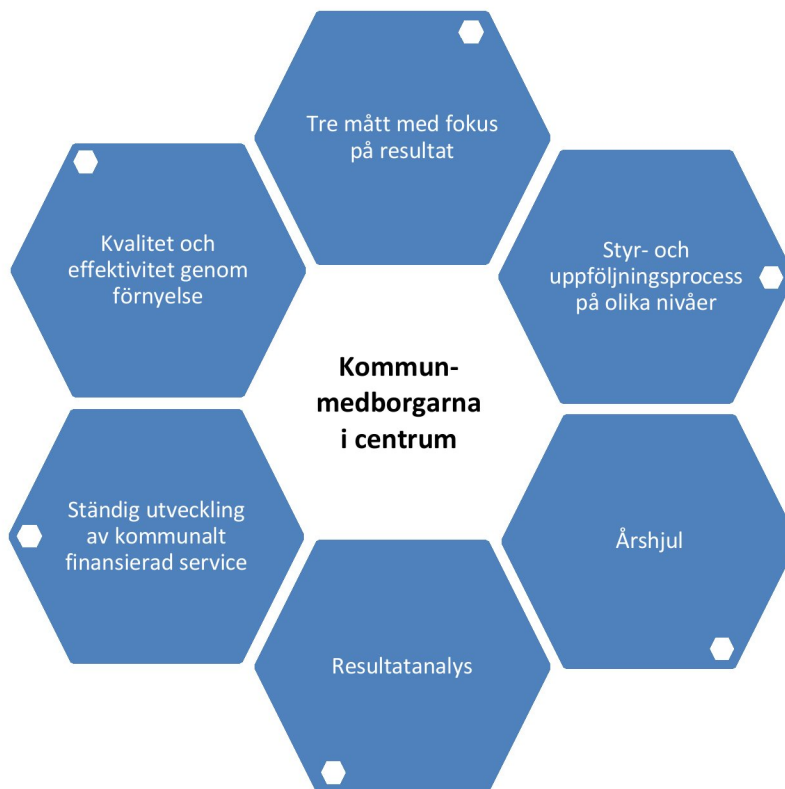 Tre mått med fokus
på resultat
Styr- och
uppföljningsprocess
på olika nivåer
Årshjul
Resultatanalys
Ständig utveckling
av kommunalt
finansierad service
Kvalitet och
effektivitet genom
förnyelse
Kommun-
medborgarna
i centrum